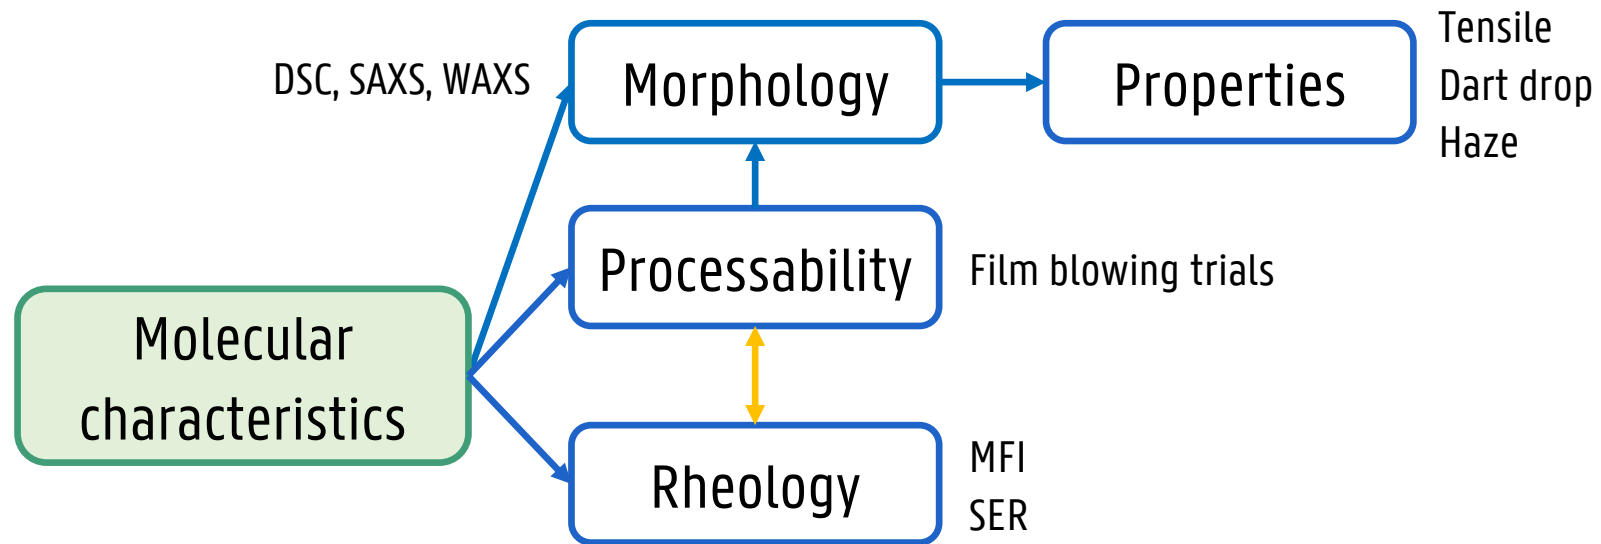 DSC, SAXS, WAXS
Morphology
Properties
Tensile
Dart drop
Haze
Processability
Film blowing trials
Molecular
characteristics
Rheology
MFI
SER